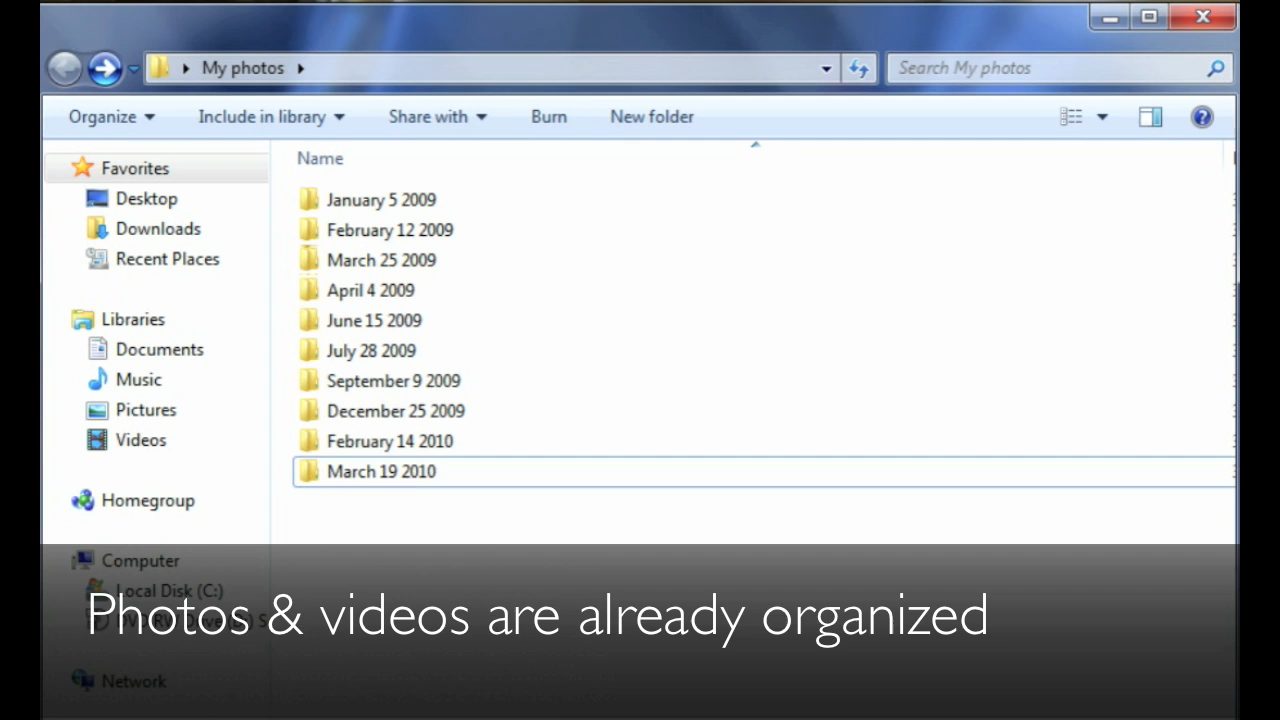 My photos
Search My photos
Organize
Include in library
Share with
Burn
New folder
Name
Favorites
Desktop
Downloads
Recent Places
Libraries
Documents
Music
Pictures
Videos
Homegroup
Computer
Local Disk (C:)
Network
January 5 2009
February 12 2009
March 25 2009
April 4 2009
June 15 2009
July 28 2009
September 9 2009
December 25 2009
February 14 2010
March 19 2010
Photos & videos are already organized